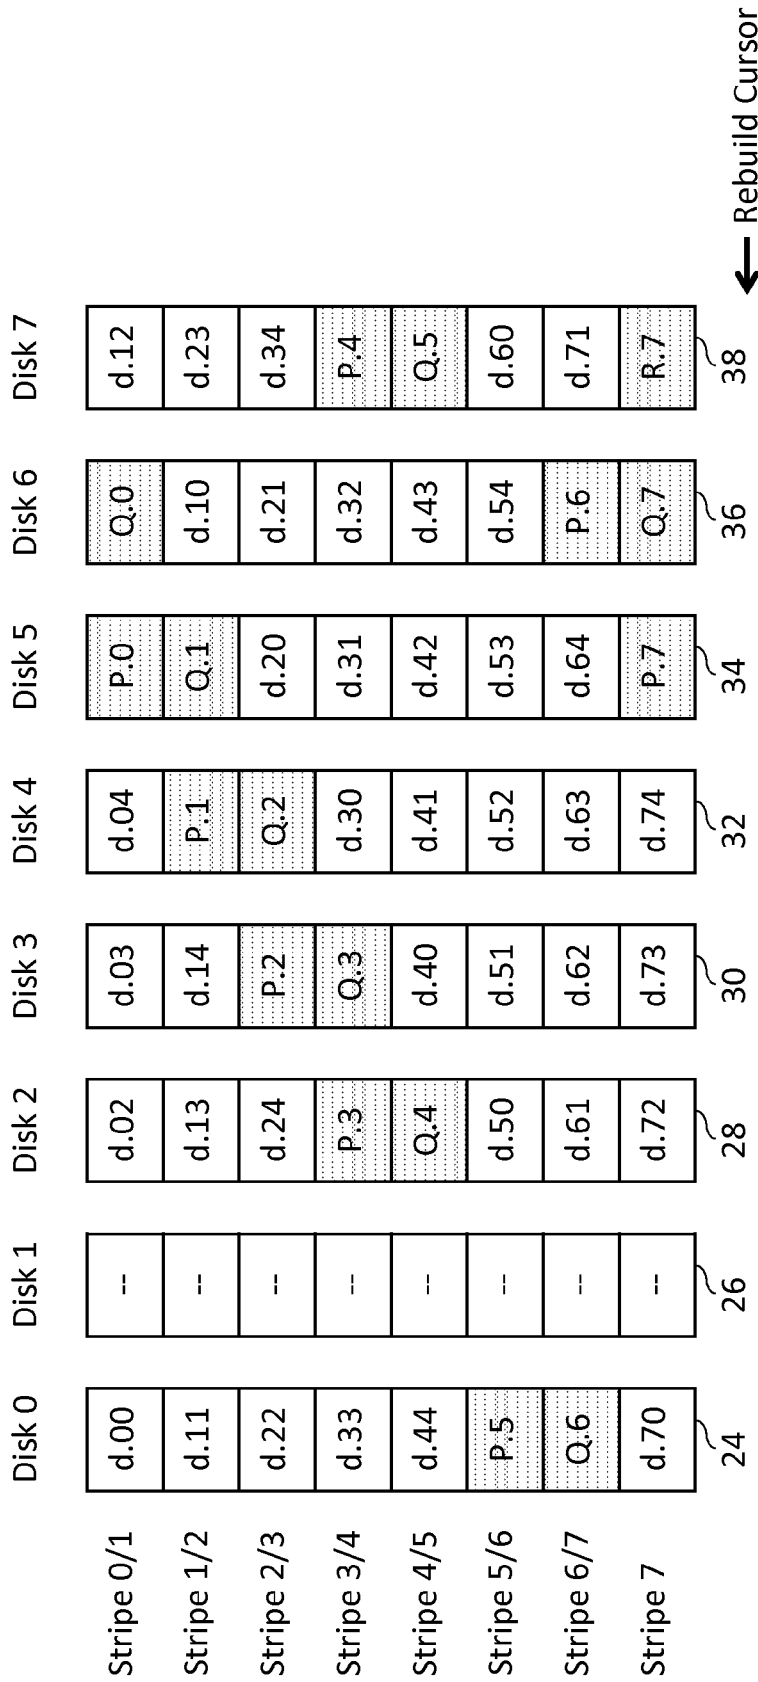 Disk 0 Disk 1 Disk 2 Disk 3 Disk 4 Disk 5 Disk 6 Disk 7
Stripe 0/1 d.00 -- d.02 d.03 d.04 P.0 Q.0 d.12
Stripe 1/2 d.11 -- d.13 d.14 P.1 Q.1 d.10 d.23
Stripe 2/3 d.22 -- d.24 P.2 Q.2 d.20 d.21 d.34
Stripe 3/4 d.33 -- P.3 Q.3 d.30 d.31 d.32 P.4
Stripe 4/5 d.44 -- Q.4 d.40 d.41 d.42 d.43 Q.5
Stripe 5/6 P.5 -- d.50 d.51 d.52 d.53 d.54 d.60
Stripe 6/7 Q.6 -- d.61 d.62 d.63 d.64 P.6 d.71
Stripe 7 d.70 -- d.72 d.73 d.74 P.7 Q.7 R.7
24 26 28 30 32 34 36 38
← Rebuild Cursor